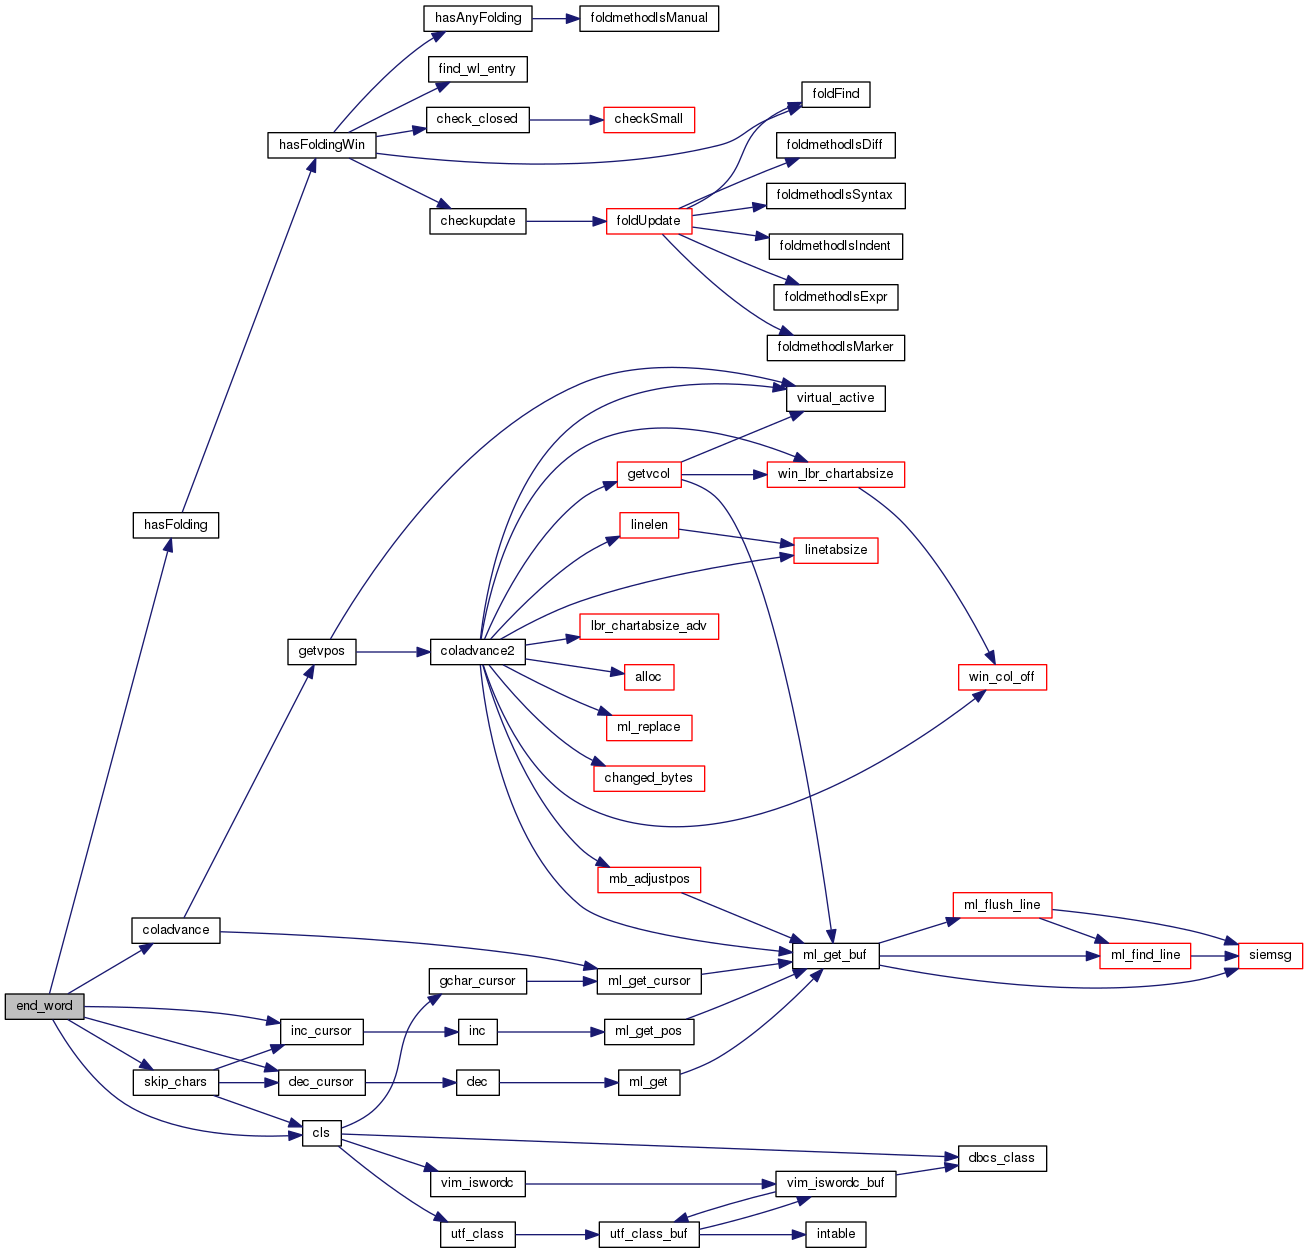 hasAnyFolding
foldmethodIsManual
find_wl_entry
foldFind
check_closed
checkSmall
hasFoldingWin
foldmethodIsDiff
foldmethodIsSyntax
checkupdate
foldUpdate
foldmethodIsIndent
foldmethodIsExpr
foldmethodIsMarker
virtual_active
getvcol
win_lbr_chartabsize
hasFolding
linelen
linetabsize
lbr_chartabsize_adv
getvpos
coladvance2
alloc
win_col_off
ml_replace
changed_bytes
mb_adjustpos
ml_flush_line
coladvance
ml_get_buf
ml_find_line
siemsg
gchar_cursor
ml_get_cursor
end_word
inc_cursor
inc
ml_get_pos
skip_chars
dec_cursor
dec
ml_get
cls
dbcs_class
vim_iswordc
vim_iswordc_buf
utf_class
utf_class_buf
intable